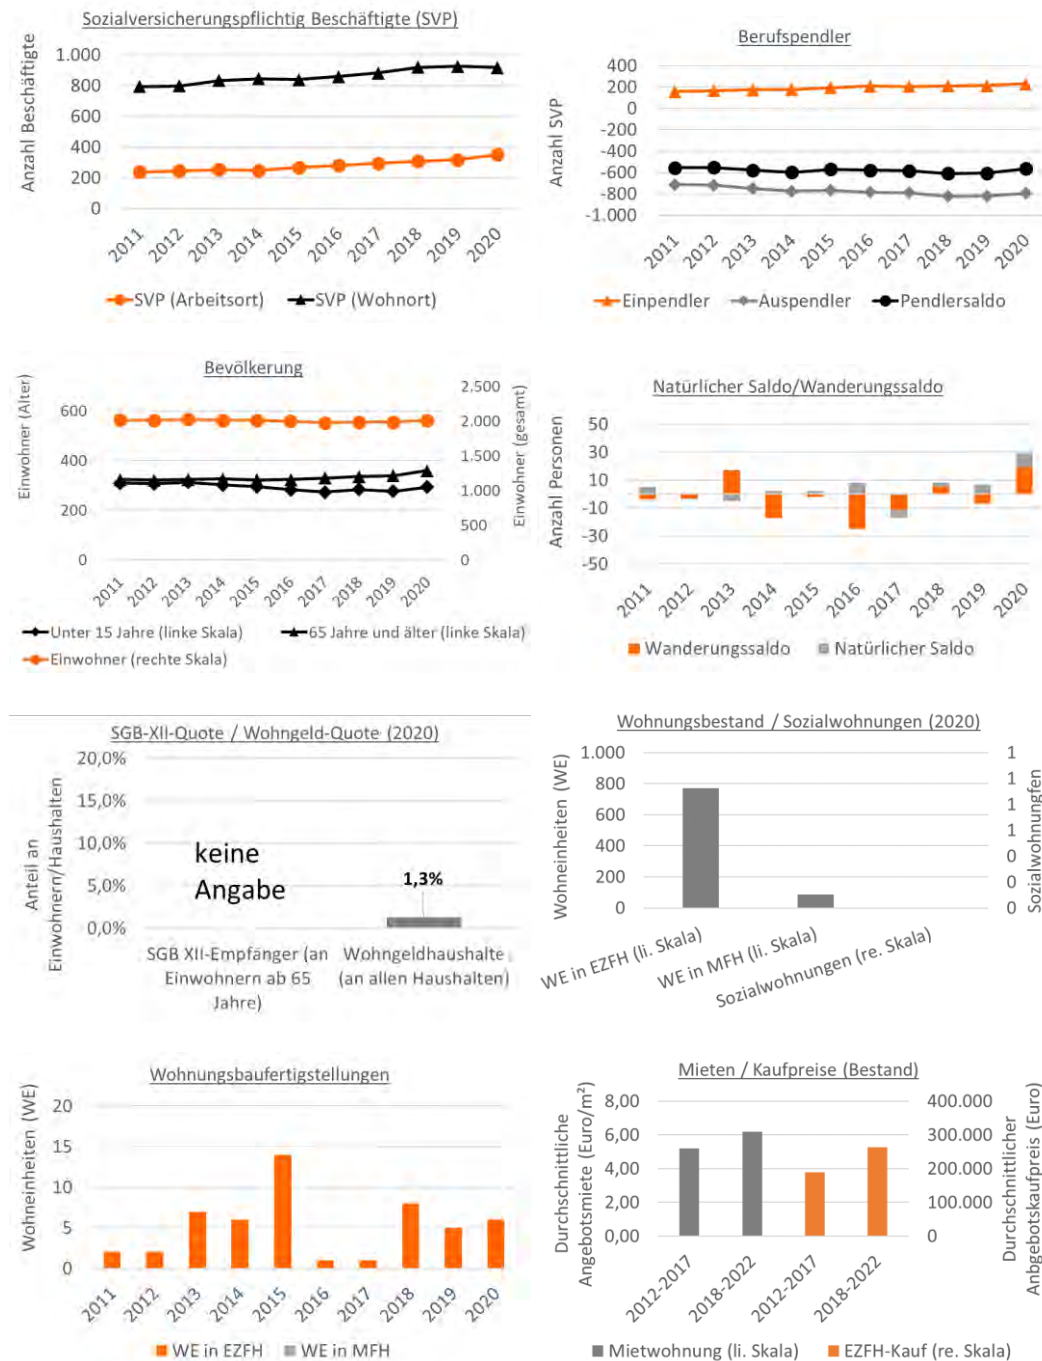 Sozialversicherungspflichtig Beschäftigte (SVP)
Anzahl Beschäftigte
1.000
800
600
400
200
0
2011 2012 2013 2014 2015 2016 2017 2018 2019 2020
SVP (Arbeitsort) SVP (Wohnort)
Berufspendler
Anzahl SVP
400
200
0
-200
-400
-600
-800
-1.000
2011 2012 2013 2014 2015 2016 2017 2018 2019 2020
Einpendler Auspendler Pendlersaldo
Bevölkerung
Einwohner (Alter)
600
400
200
0
Einwohner (gesamt)
2.500
2.000
1.500
1.000
500
0
2011 2012 2013 2014 2015 2016 2017 2018 2019 2020
Unter 15 Jahre (linke Skala) 65 Jahre und älter (linke Skala)
Einwohner (rechte Skala)
Natürlicher Saldo/Wanderungssaldo
Anzahl Personen
50
30
10
-10
-30
-50
2011 2012 2013 2014 2015 2016 2017 2018 2019 2020
Wanderungssaldo Natürlicher Saldo
SGB-XII-Quote / Wohngeld-Quote (2020)
Anteil an
Einwohnern/Haushalten
20,0%
15,0%
10,0%
5,0%
0,0%
keine
Angabe
1,3%
SGB XII-Empfänger (an
Einwohnern ab 65
Jahre)
Wohngeldhaushalte
(an allen Haushalten)
Wohnungsbestand / Sozialwohnungen (2020)
Wohneinheiten (WE)
1.000
800
600
400
200
0
Sozialwohnungfen
1
1
1
1
0
0
0
WE in EZFH (li. Skala)
WE in MFH (li. Skala)
Sozialwohnungen (re. Skala)
Wohnungsbaufertigstellungen
Wohneinheiten (WE)
20
15
10
5
0
2011 2012 2013 2014 2015 2016 2017 2018 2019 2020
WE in EZFH WE in MFH
Mieten / Kaufpreise (Bestand)
Durchschnittliche
Angebotsmiete (Euro/m²)
8,00
6,00
4,00
2,00
0,00
Durchschnittlicher
Anbgebotskaufpreis (Euro)
400.000
300.000
200.000
100.000
0
2012-2017 2018-2022 2012-2017 2018-2022
Mietwohnung (li. Skala) EZFH-Kauf (re. Skala)